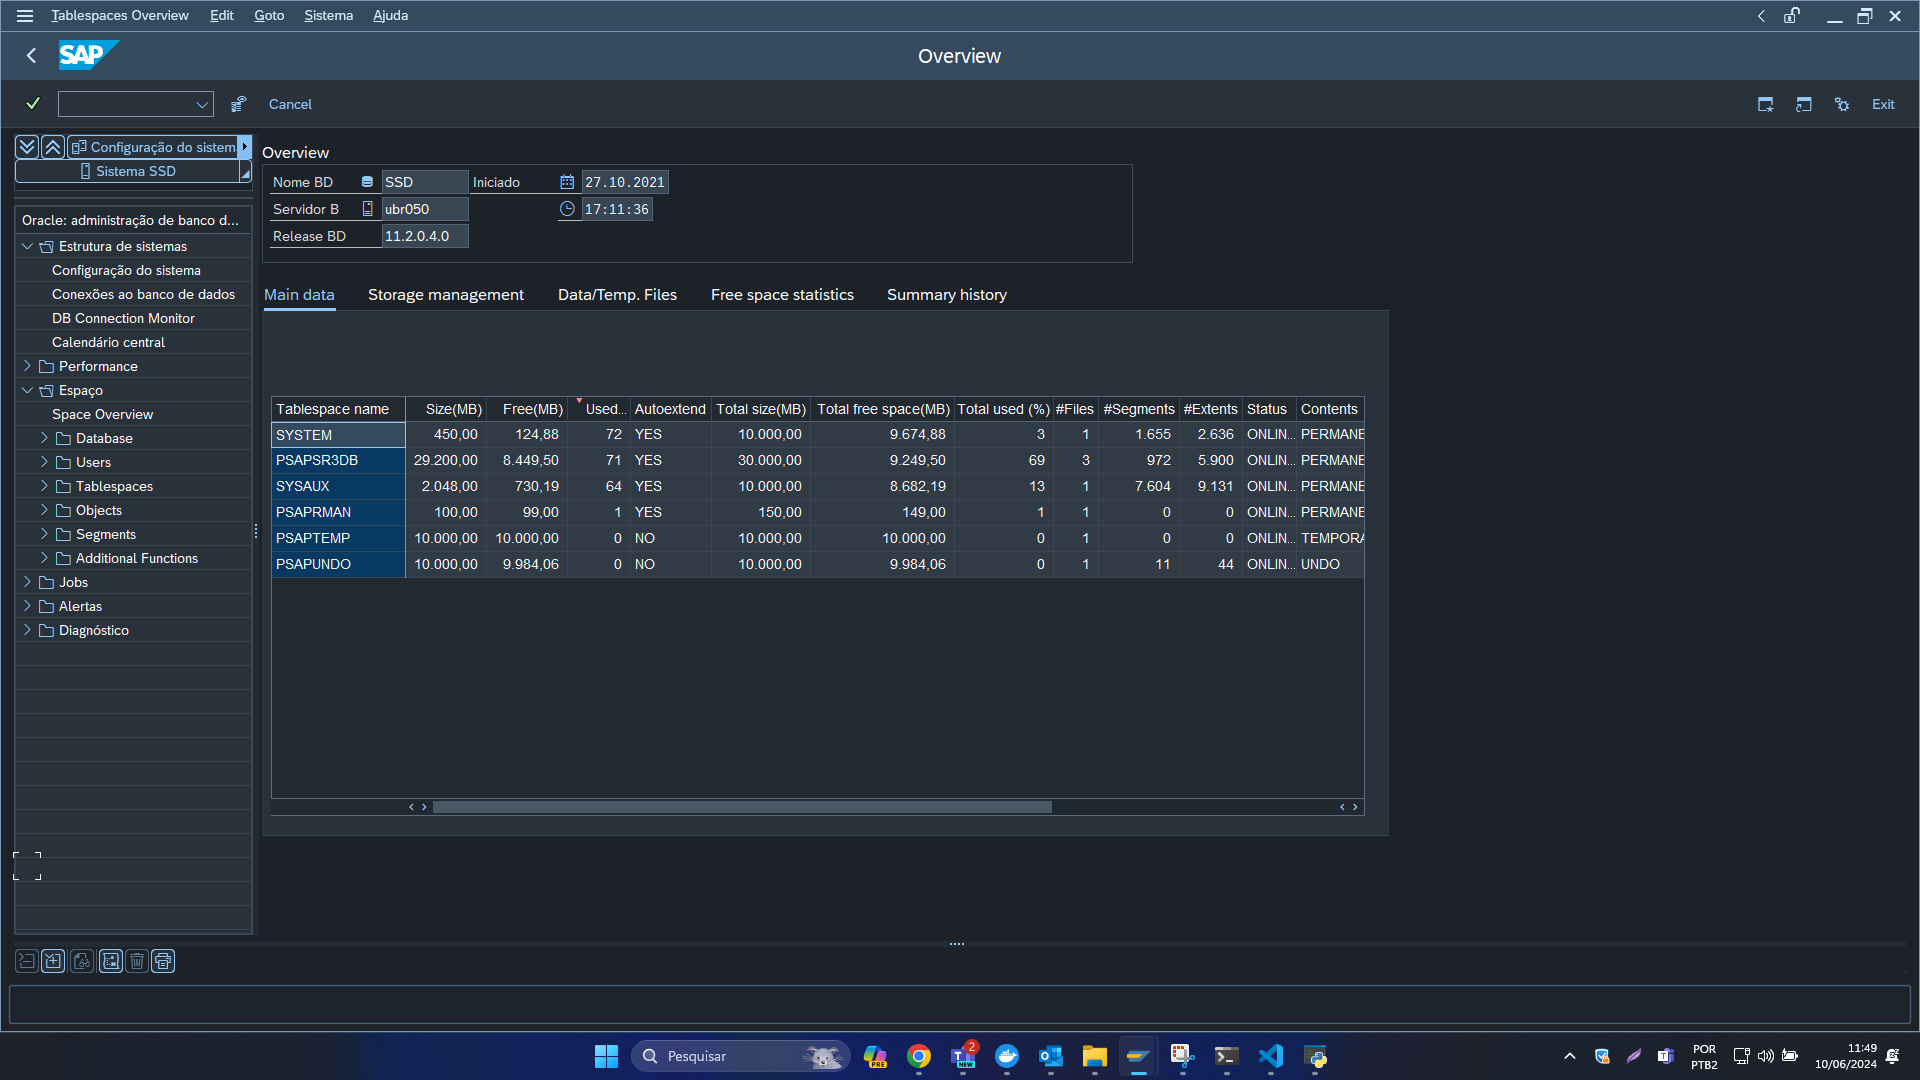 Tablespaces Overview Edit Goto Sistema Ajuda
SAP Overview
Cancel Exit
Configuração do sistem
Sistema SSD
Oracle: administração de banco d...
Estrutura de sistemas
Configuração do sistema
Conexões ao banco de dados
DB Connection Monitor
Calendário central
Performance
Espaço
Space Overview
Database
Users
Tablespaces
Objects
Segments
Additional Functions
Jobs
Alertas
Diagnóstico
Overview
Nome BD SSD Iniciado 27.10.2021
Servidor B ubr050 17:11:36
Release BD 11.2.0.4.0
Main data Storage management Data/Temp. Files Free space statistics Summary history
Tablespace name Size(MB) Free(MB) Used... Autoextend Total size(MB) Total free space(MB) Total used (%) #Files #Segments #Extents Status Contents
SYSTEM 450,00 124,88 72 YES 10.000,00 9.674,88 3 1 1.655 2.636 ONLIN... PERMANE
PSAPSR3DB 29.200,00 8.449,50 71 YES 30.000,00 9.249,50 69 3 972 5.900 ONLIN... PERMANE
SYSAUX 2.048,00 730,19 64 YES 10.000,00 8.682,19 13 1 7.604 9.131 ONLIN... PERMANE
PSAPRMAN 100,00 99,00 1 YES 150,00 149,00 1 1 0 0 ONLIN... PERMANE
PSAPTEMP 10.000,00 10.000,00 0 NO 10.000,00 10.000,00 0 1 0 0 ONLIN... TEMPORA
PSAPUNDO 10.000,00 9.984,06 0 NO 10.000,00 9.984,06 0 1 11 44 ONLIN... UNDO
Pesquisar PRE 2 T NEW POR 11:49
PTB2 10/06/2024